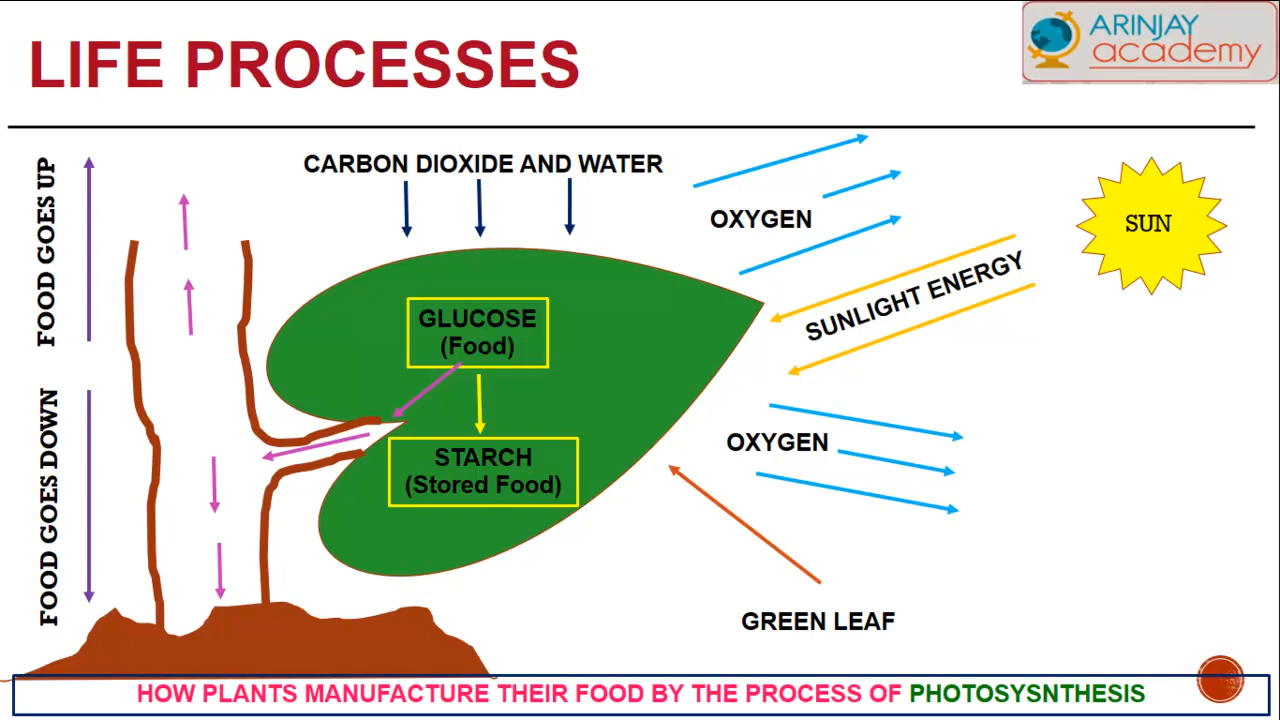 LIFE PROCESSES
ARINJAY
academy
FOOD GOES UP
FOOD GOES DOWN
CARBON DIOXIDE AND WATER
OXYGEN
SUN
SUNLIGHT ENERGY
GLUCOSE
(Food)
STARCH
(Stored Food)
OXYGEN
GREEN LEAF
HOW PLANTS MANUFACTURE THEIR FOOD BY THE PROCESS OF PHOTOSYSNTHESIS